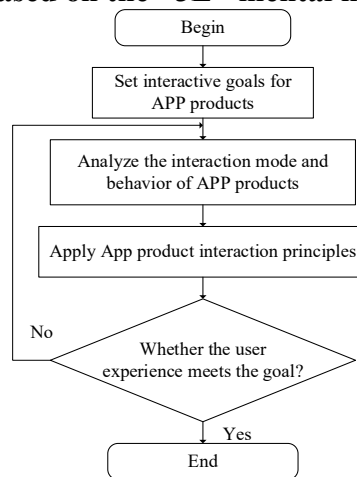 Begin
Set interactive goals for
APP products
Analyze the interaction mode and
behavior of APP products
Apply App product interaction principles
No
Whether the user
experience meets the goal?
Yes
End